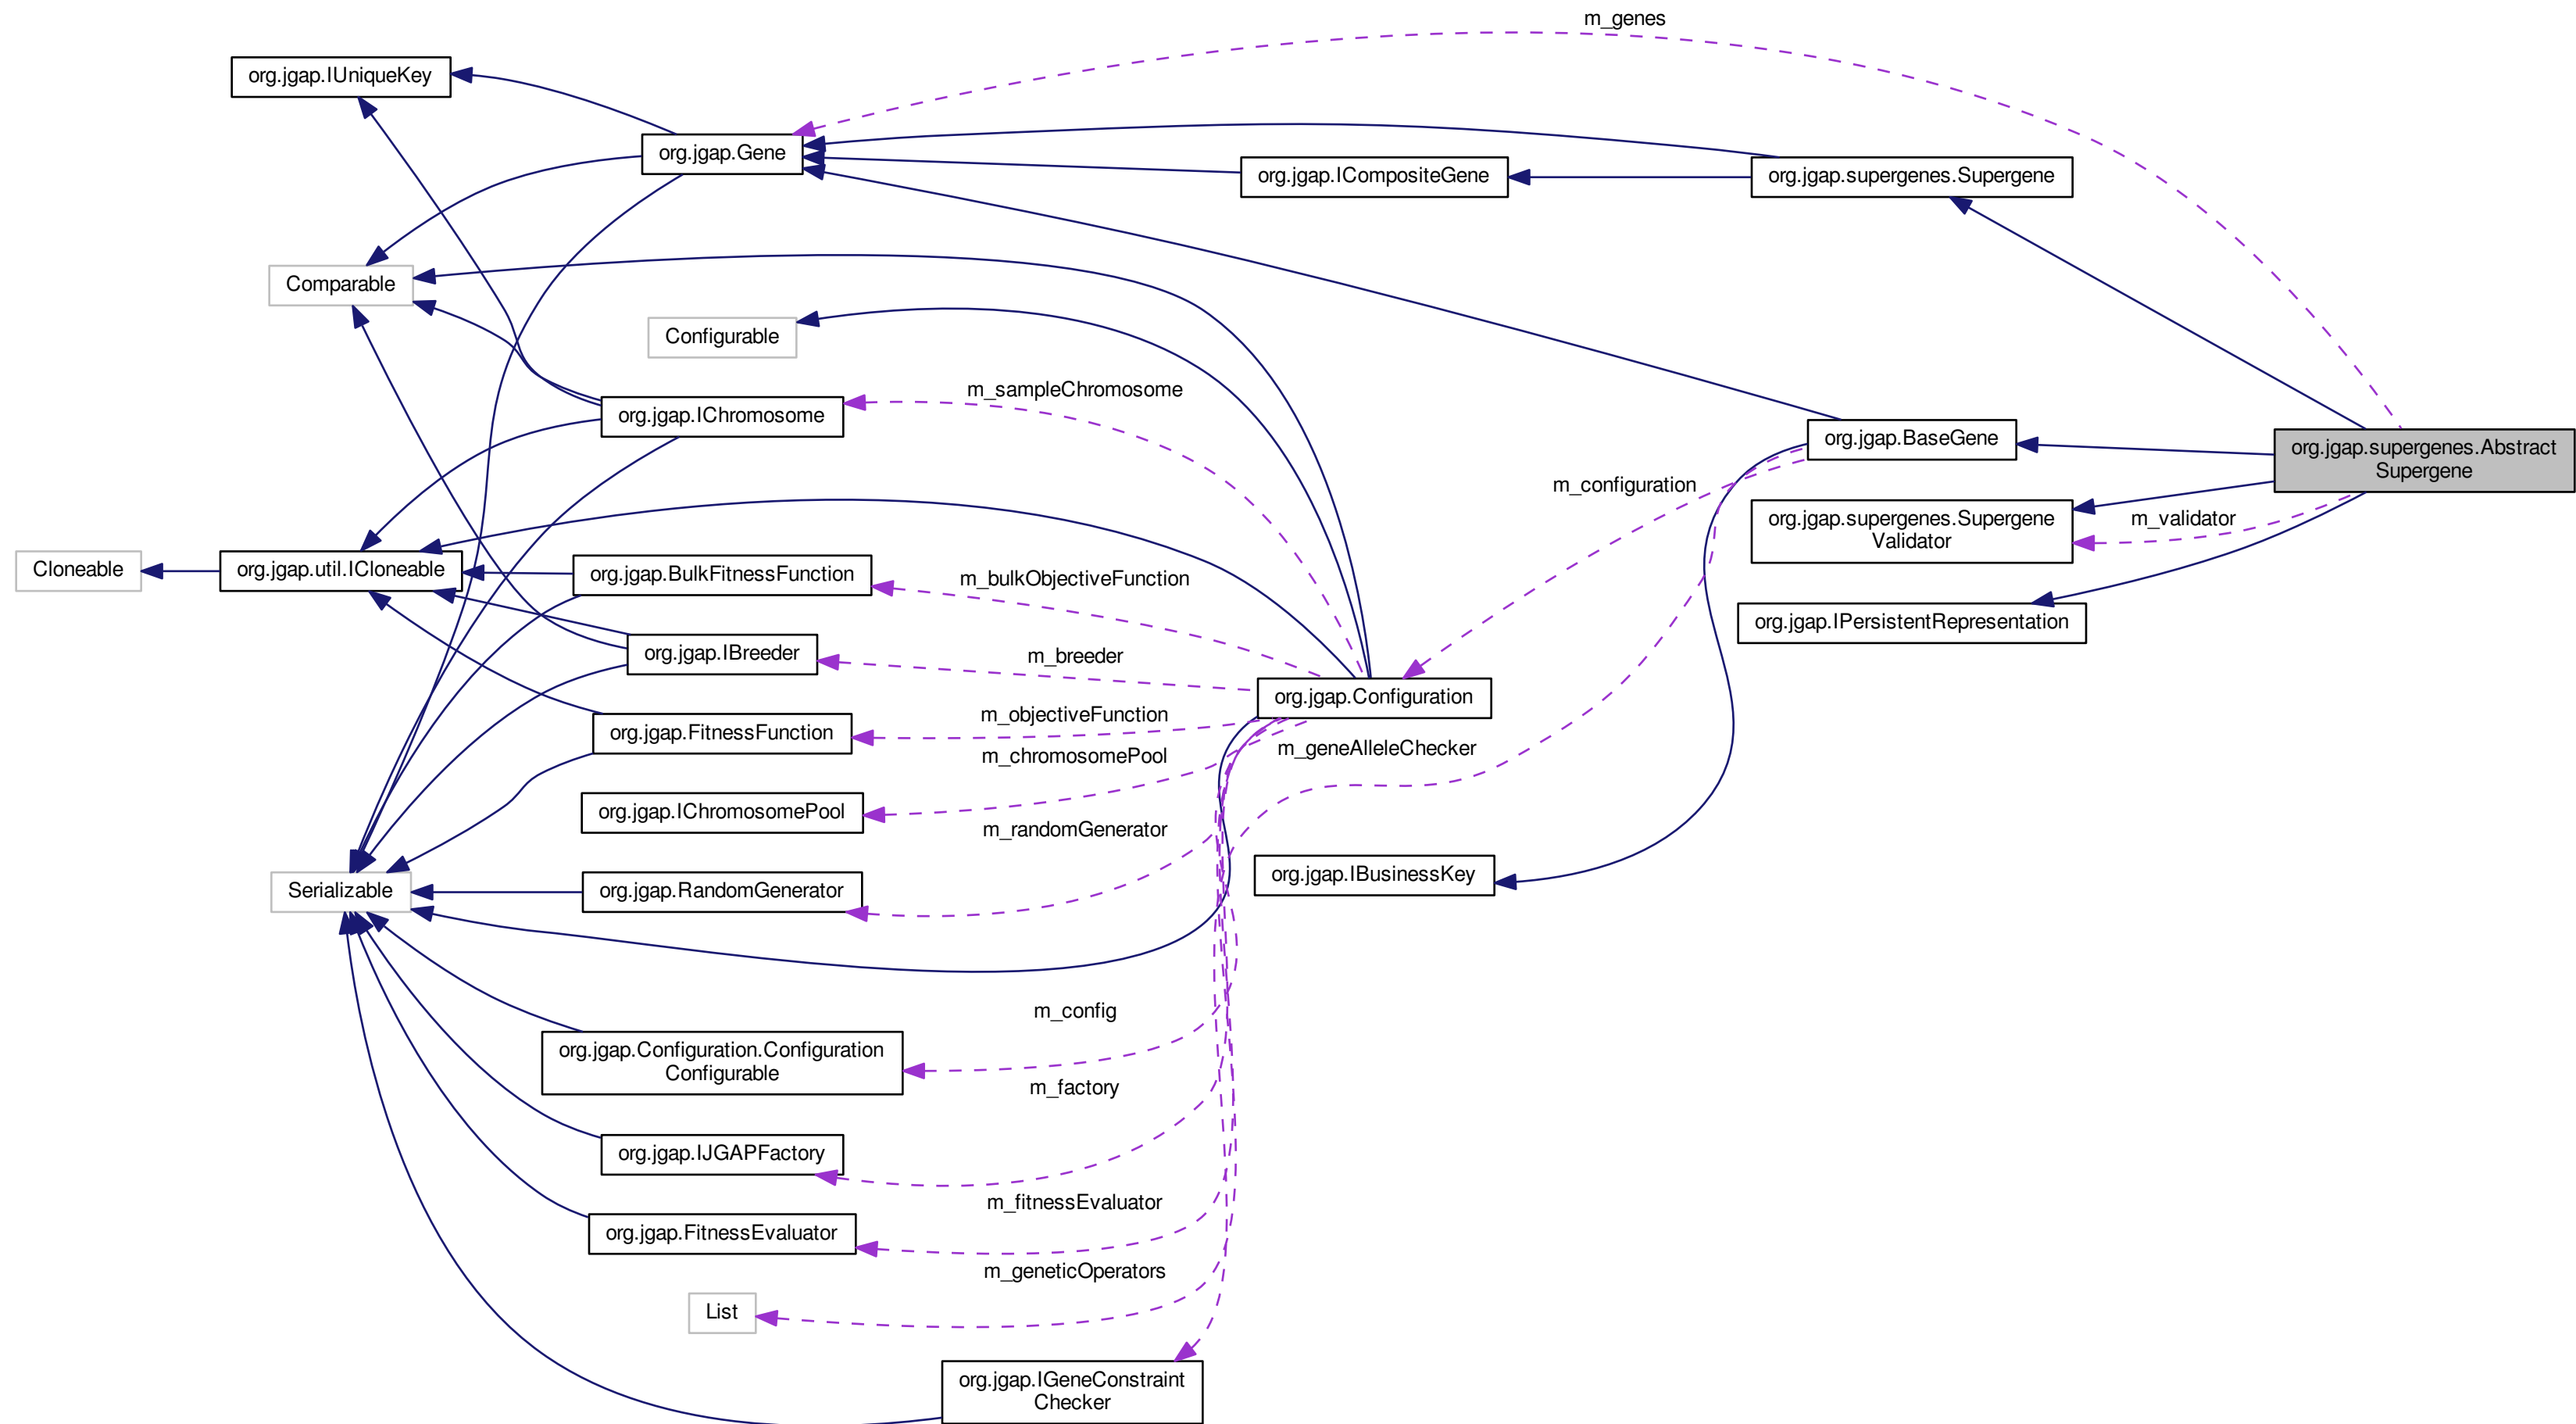 m_genes
org.jgap.IUniqueKey
org.jgap.Gene
org.jgap.ICompositeGene
org.jgap.supergenes.Supergene
Comparable
Configurable
m_sampleChromosome
org.jgap.IChromosome
org.jgap.BaseGene
org.jgap.supergenes.Abstract
Supergene
m_configuration
org.jgap.supergenes.Supergene
Validator
m_validator
Cloneable
org.jgap.util.ICloneable
org.jgap.BulkFitnessFunction
m_bulkObjectiveFunction
org.jgap.IPersistentRepresentation
org.jgap.IBreeder
m_breeder
org.jgap.Configuration
org.jgap.FitnessFunction
m_objectiveFunction
m_chromosomePool
m_geneAlleleChecker
org.jgap.IChromosomePool
m_randomGenerator
org.jgap.IBusinessKey
Serializable
org.jgap.RandomGenerator
m_config
org.jgap.Configuration.Configuration
Configurable
m_factory
org.jgap.IJGAPFactory
m_fitnessEvaluator
org.jgap.FitnessEvaluator
m_geneticOperators
List
org.jgap.IGeneConstraint
Checker